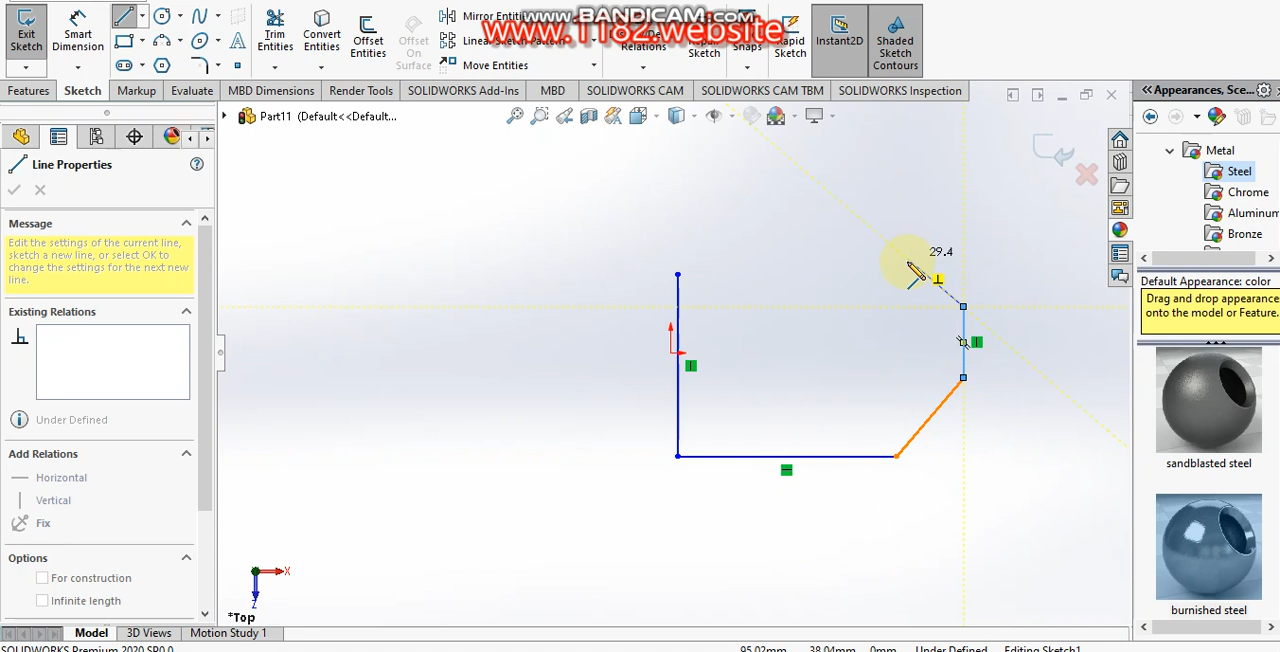 www.BANDICAM.com
www.1182.website
Exit
Sketch
Smart
Dimension
Trim
Entities
Convert
Entities
Offset
Entities
Offset
On
Surface
Mirror Entiti
Linear Sketch Pattern
Move Entities
Relations
Repair
Sketch
Snaps
Rapid
Sketch
Instant2D
Shaded
Sketch
Contours
Features
Sketch
Markup
Evaluate
MBD Dimensions
Render Tools
SOLIDWORKS Add-Ins
MBD
SOLIDWORKS CAM
SOLIDWORKS CAM TBM
SOLIDWORKS Inspection
Appearances, Sce...
Part11 (Default<<Default...
Line Properties
Message
Edit the settings of the current line,
sketch a new line, or select OK to
change the settings for the next new
line.
Existing Relations
Under Defined
Add Relations
Horizontal
Vertical
Fix
Options
For construction
Infinite length
29.4
X
Z
*Top
Metal
Steel
Chrome
Aluminum
Bronze
Default Appearance: color
Drag and drop appearance
onto the model or Feature.
sandblasted steel
burnished steel
Model
3D Views
Motion Study 1
SOLIDWORKS Premium 2020 SP0.0
95.02mm
38.04mm
0mm
Under Defined
Editing Sketch1